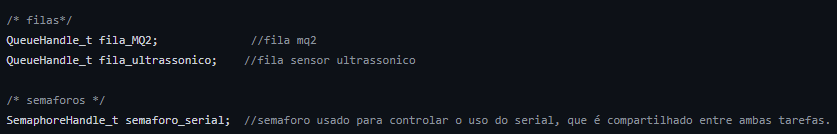 /* filas*/
QueueHandle_t fila_MQ2; //fila mq2
QueueHandle_t fila_ultrassonico; //fila sensor ultrassonico
/* semaforos */
SemaphoreHandle_t semaforo_serial; //semaforo usado para controlar o uso do serial, que é compartilhado entre ambas tarefas.